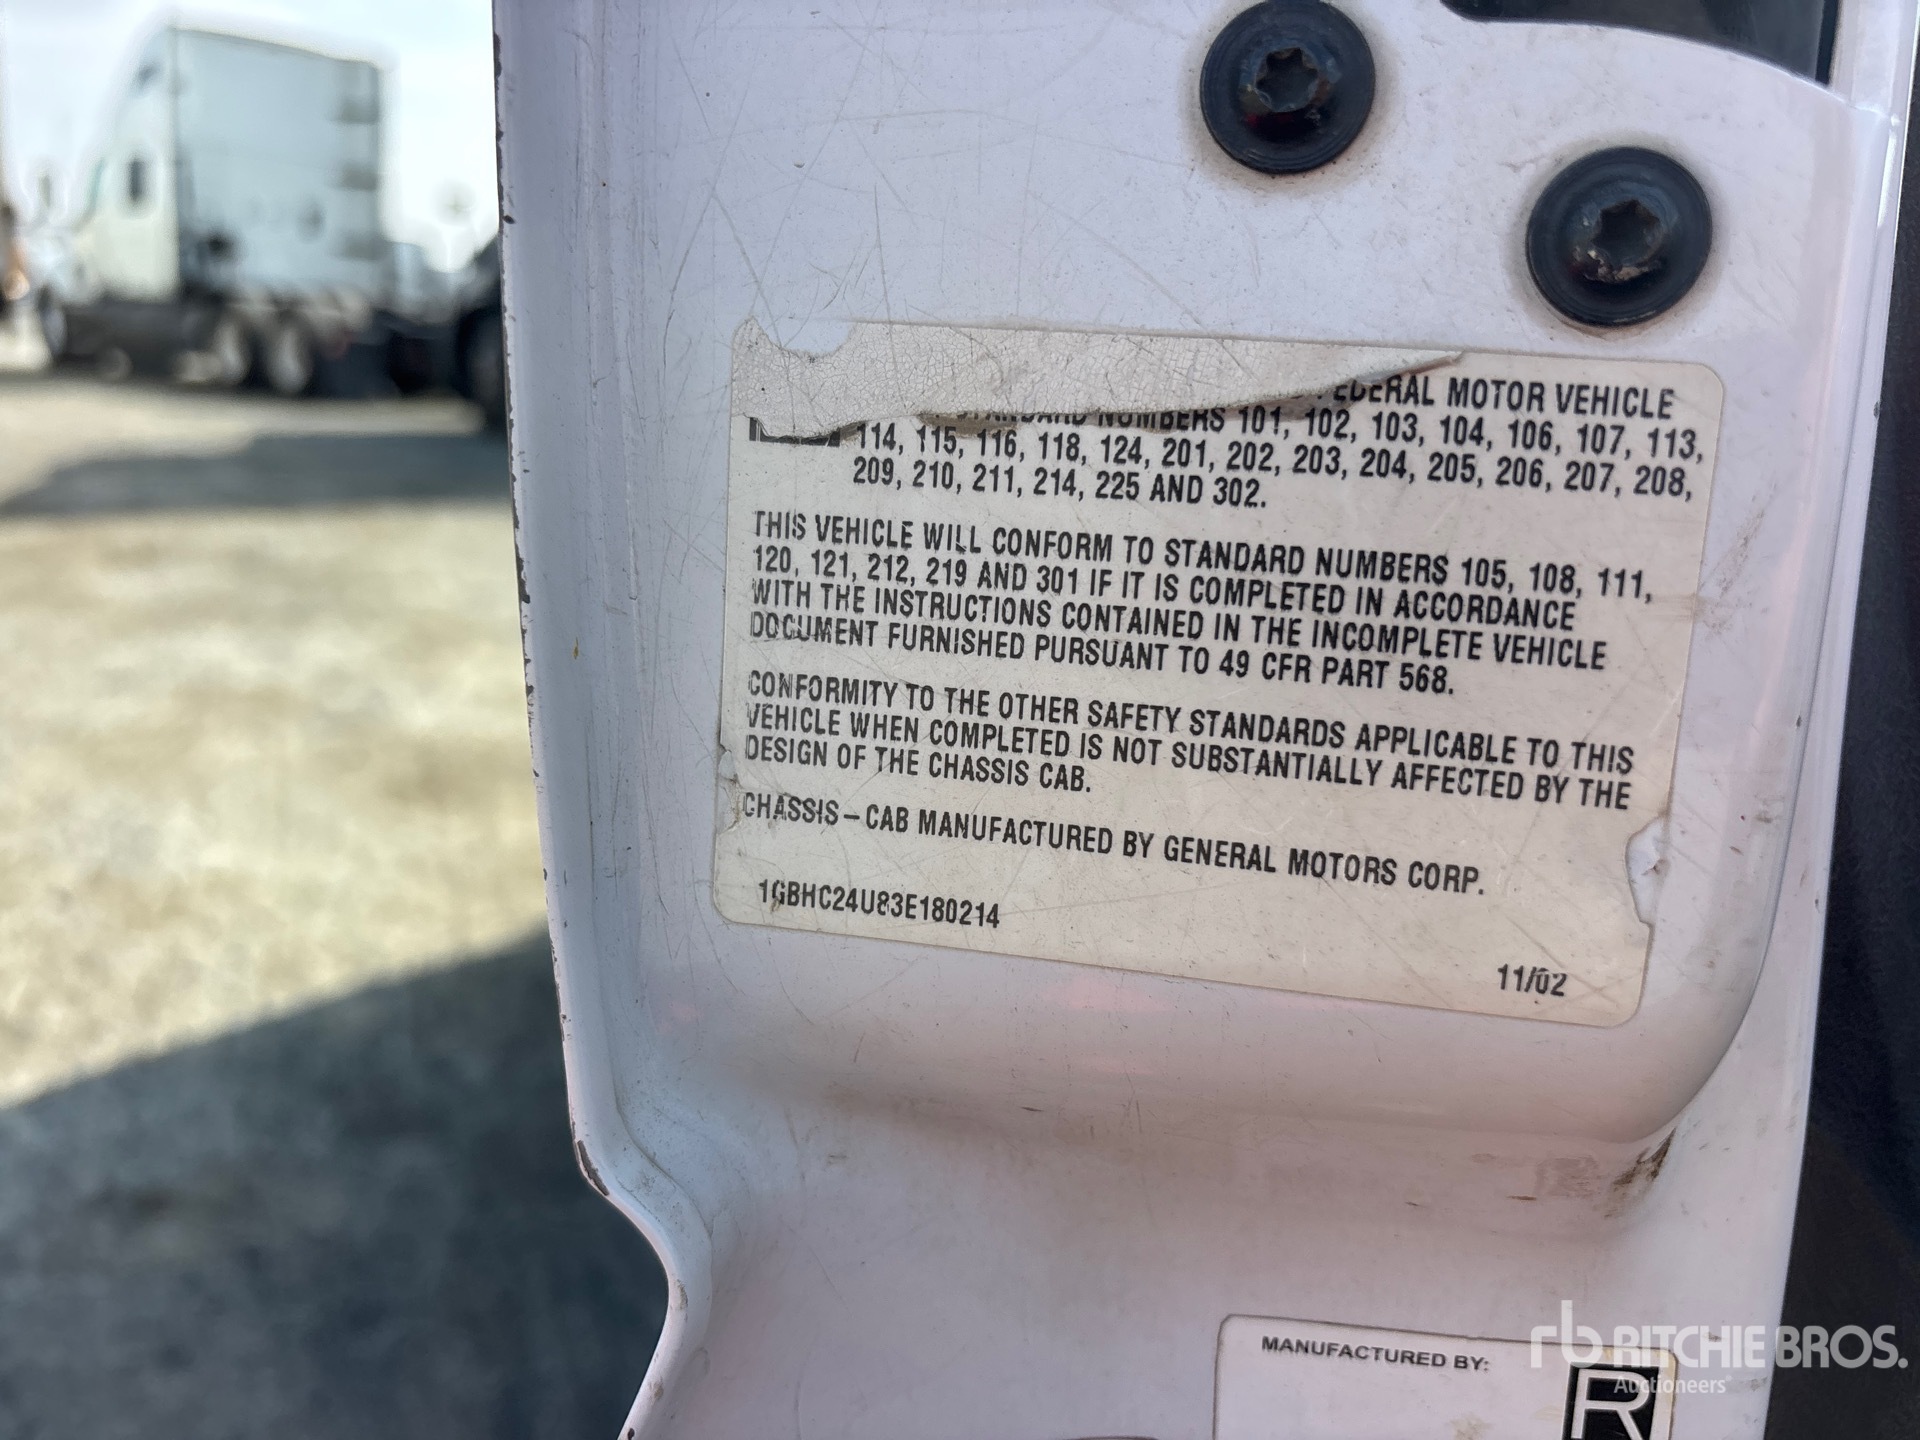 FEDERAL MOTOR VEHICLE
STANDARD NUMBERS 101, 102, 103, 104, 106, 107, 113,
114, 115, 116, 118, 124, 201, 202, 203, 204, 205, 206, 207, 208,
209, 210, 211, 214, 225 AND 302.
THIS VEHICLE WILL CONFORM TO STANDARD NUMBERS 105, 108, 111,
120, 121, 212, 219 AND 301 IF IT IS COMPLETED IN ACCORDANCE
WITH THE INSTRUCTIONS CONTAINED IN THE INCOMPLETE VEHICLE
DOCUMENT FURNISHED PURSUANT TO 49 CFR PART 568.
CONFORMITY TO THE OTHER SAFETY STANDARDS APPLICABLE TO THIS
VEHICLE WHEN COMPLETED IS NOT SUBSTANTIALLY AFFECTED BY THE
DESIGN OF THE CHASSIS CAB.
CHASSIS – CAB MANUFACTURED BY GENERAL MOTORS CORP.
1GBHC24U83E180214
11/02
MANUFACTURED BY:
R
rb RITCHIE BROS.
Auctioneers